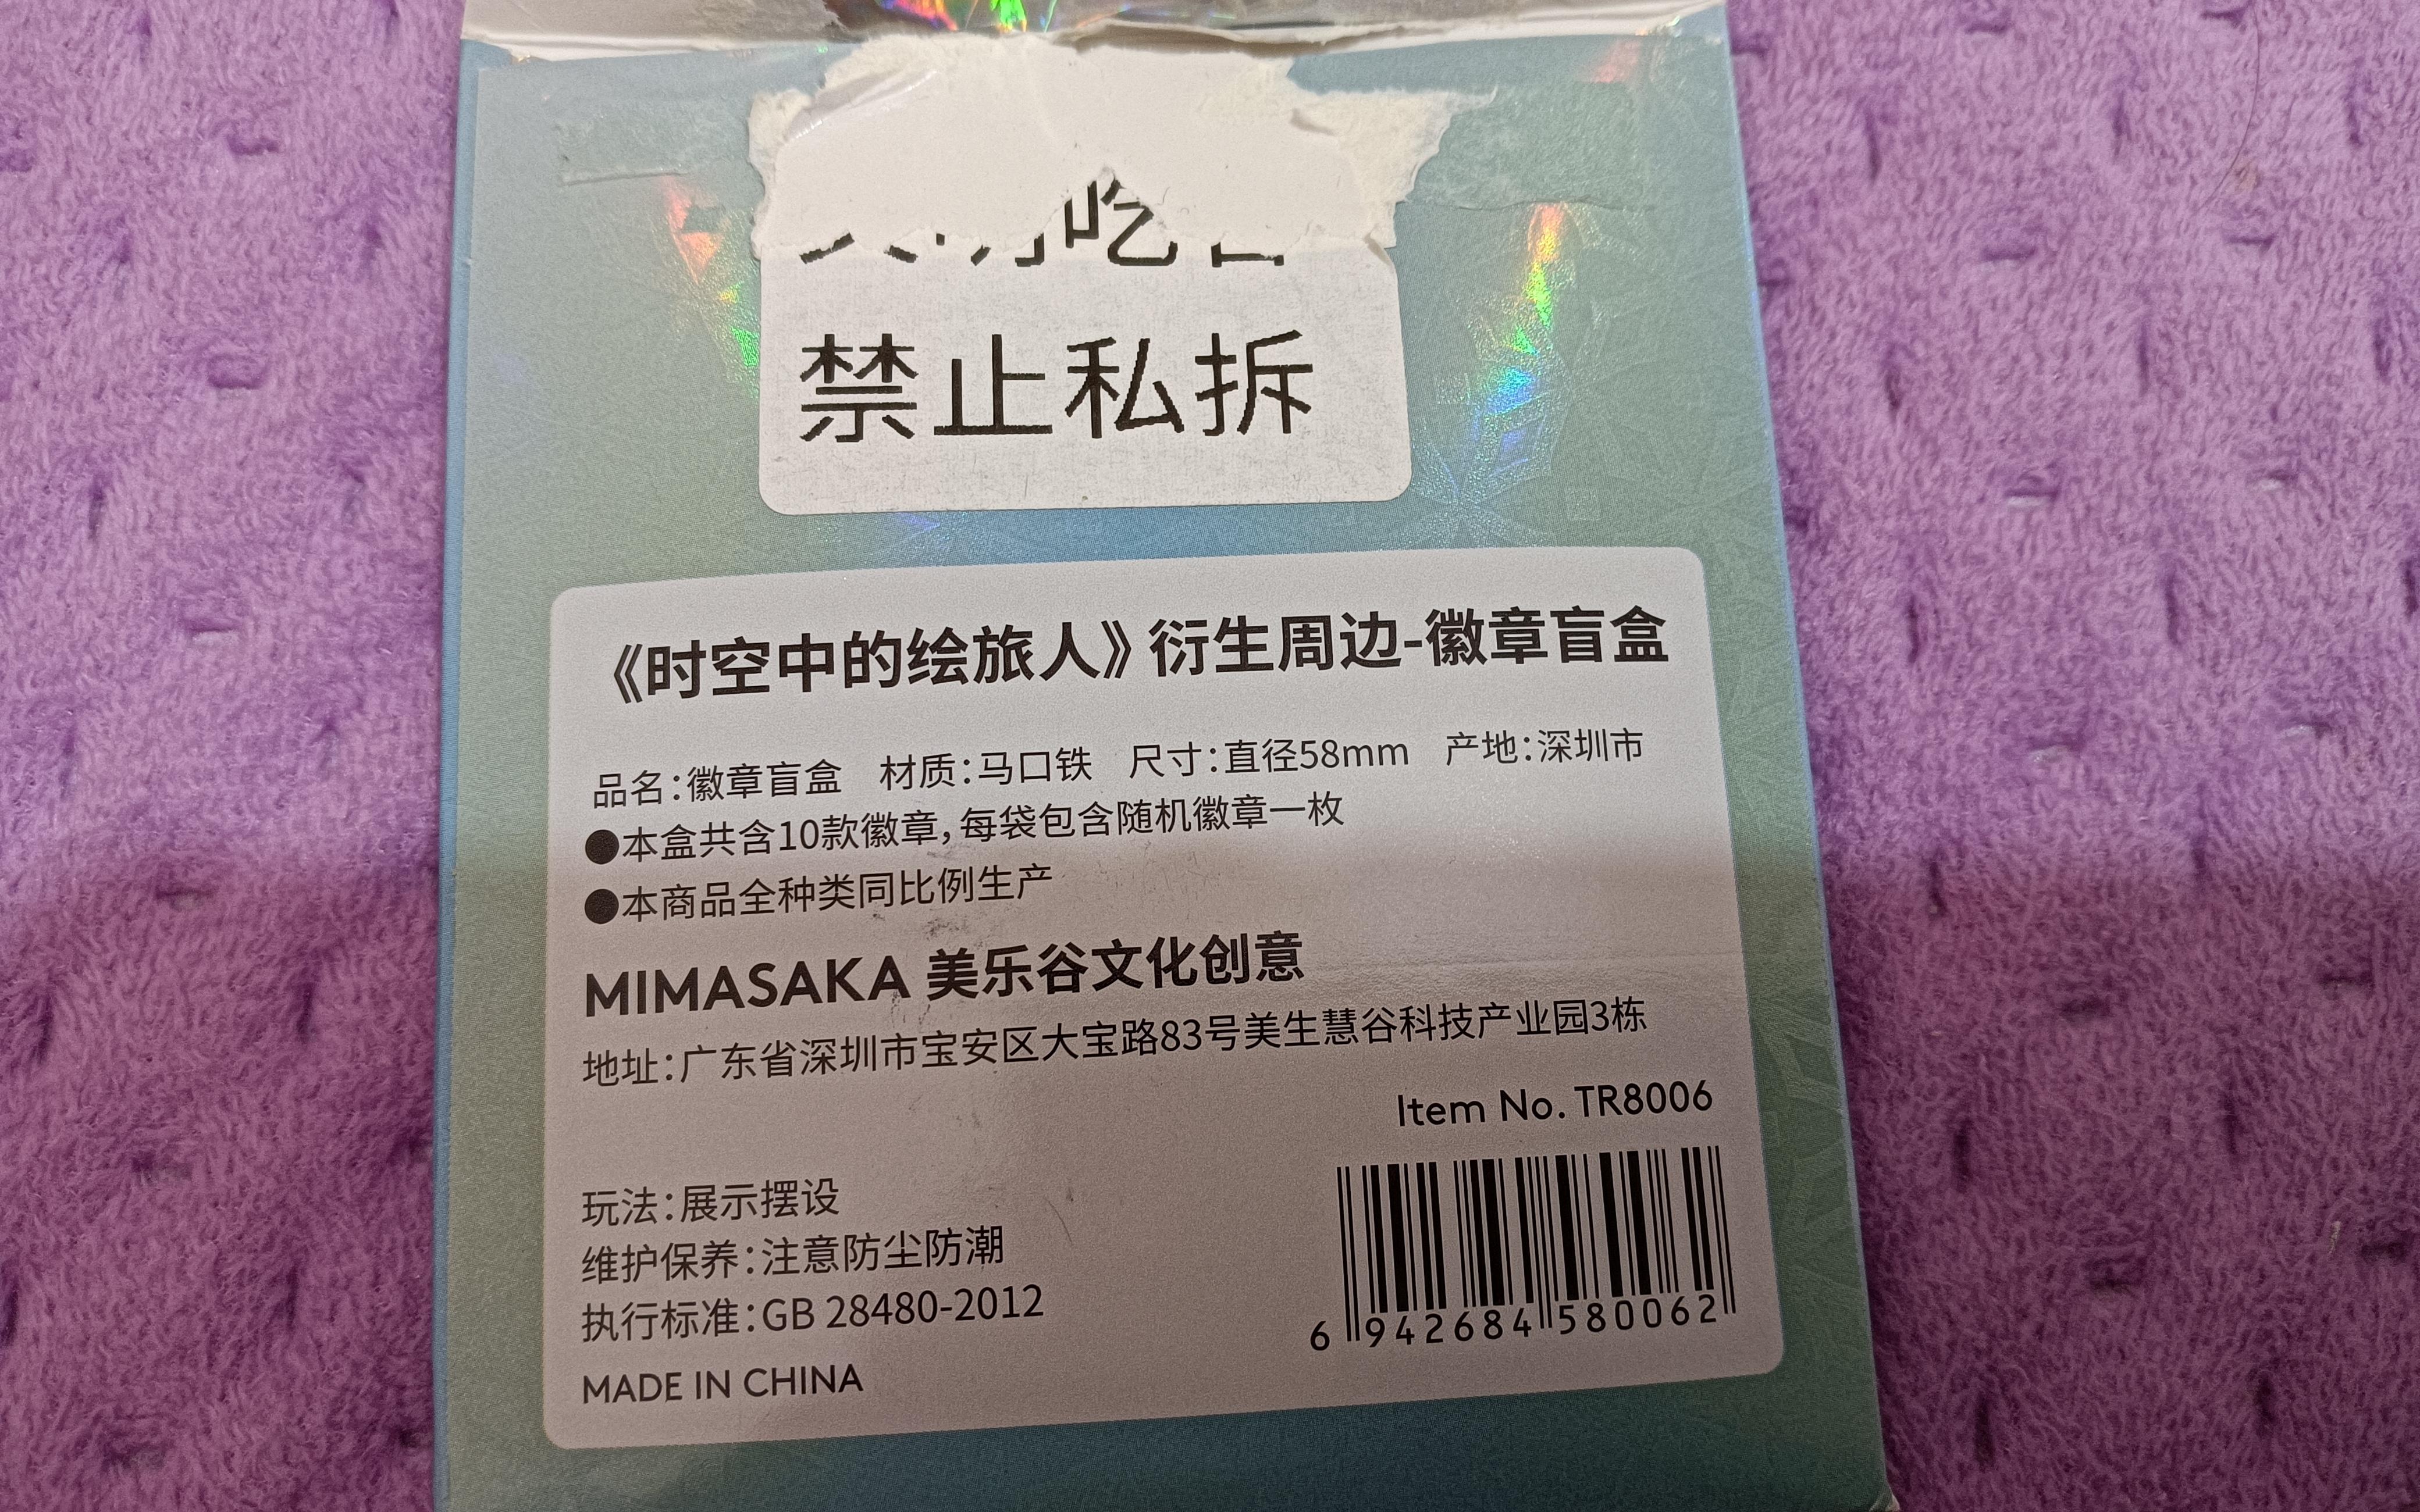 吃
禁止私拆
《时空中的绘旅人》衍生周边-徽章盲盒
品名:徽章盲盒 材质:马口铁 尺寸:直径58mm 产地:深圳市
●本盒共含10款徽章,每袋包含随机徽章一枚
●本商品全种类同比例生产
MIMASAKA 美乐谷文化创意
地址:广东省深圳市宝安区大宝路83号美生慧谷科技产业园3栋
Item No. TR8006
玩法:展示摆设
维护保养:注意防尘防潮
执行标准:GB 28480-2012
MADE IN CHINA
6 942684 580062